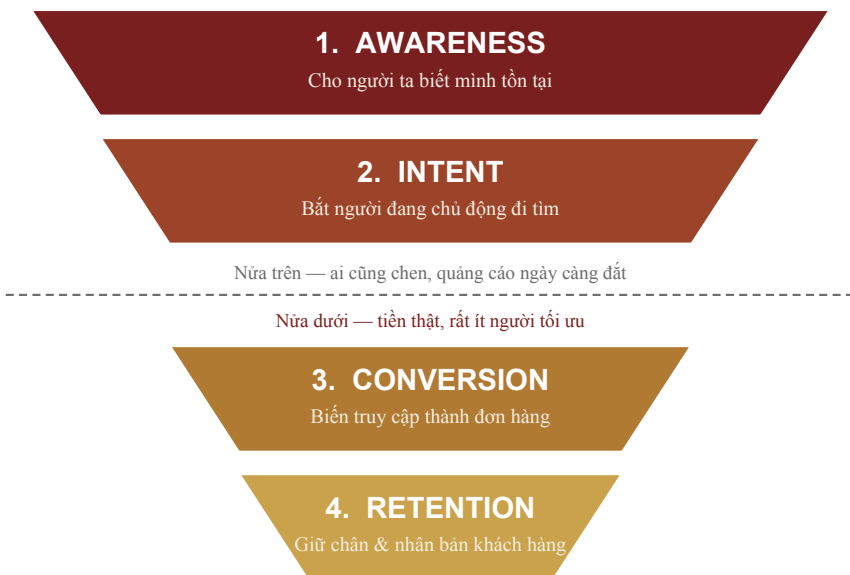 1. AWARENESS
Cho người ta biết mình tồn tại
2. INTENT
Bắt người đang chủ động đi tìm
Nửa trên — ai cũng chen, quảng cáo ngày càng đắt
Nửa dưới — tiền thật, rất ít người tối ưu
3. CONVERSION
Biến truy cập thành đơn hàng
4. RETENTION
Giữ chân & nhân bản khách hàng